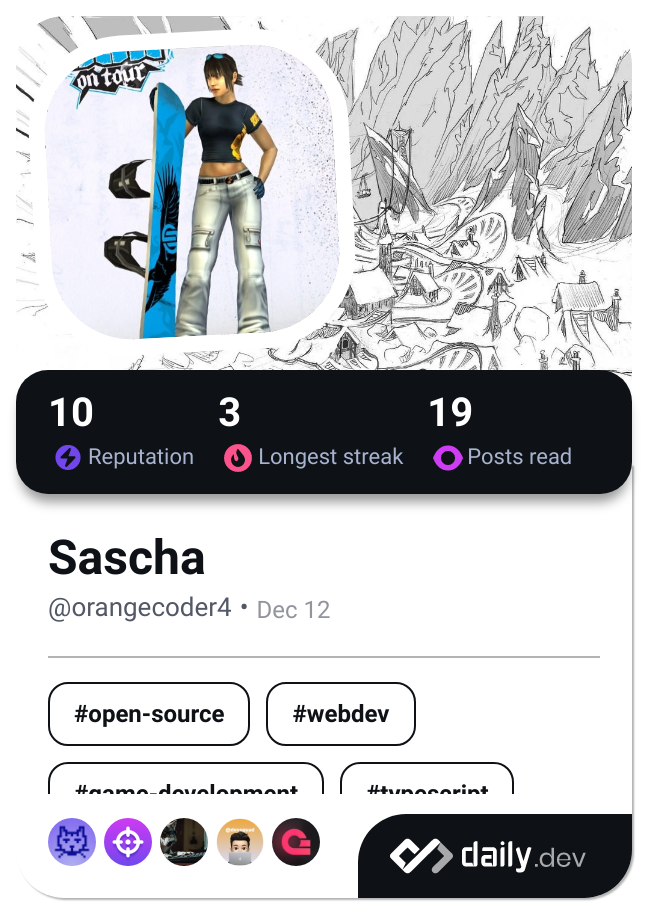 on tour
10 3 19
Reputation Longest streak Posts read
Sascha
@orangecoder4 • Dec 12
#open-source #webdev
#game-development #typescript
daily.dev